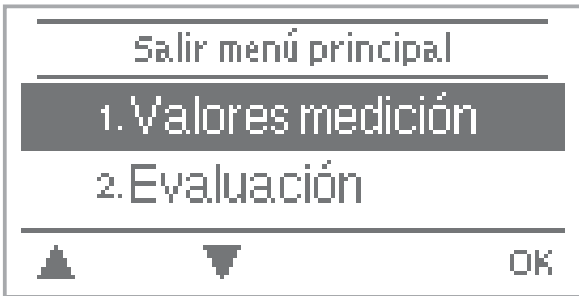 Salir menú principal
1. Valores medición
2. Evaluación
OK